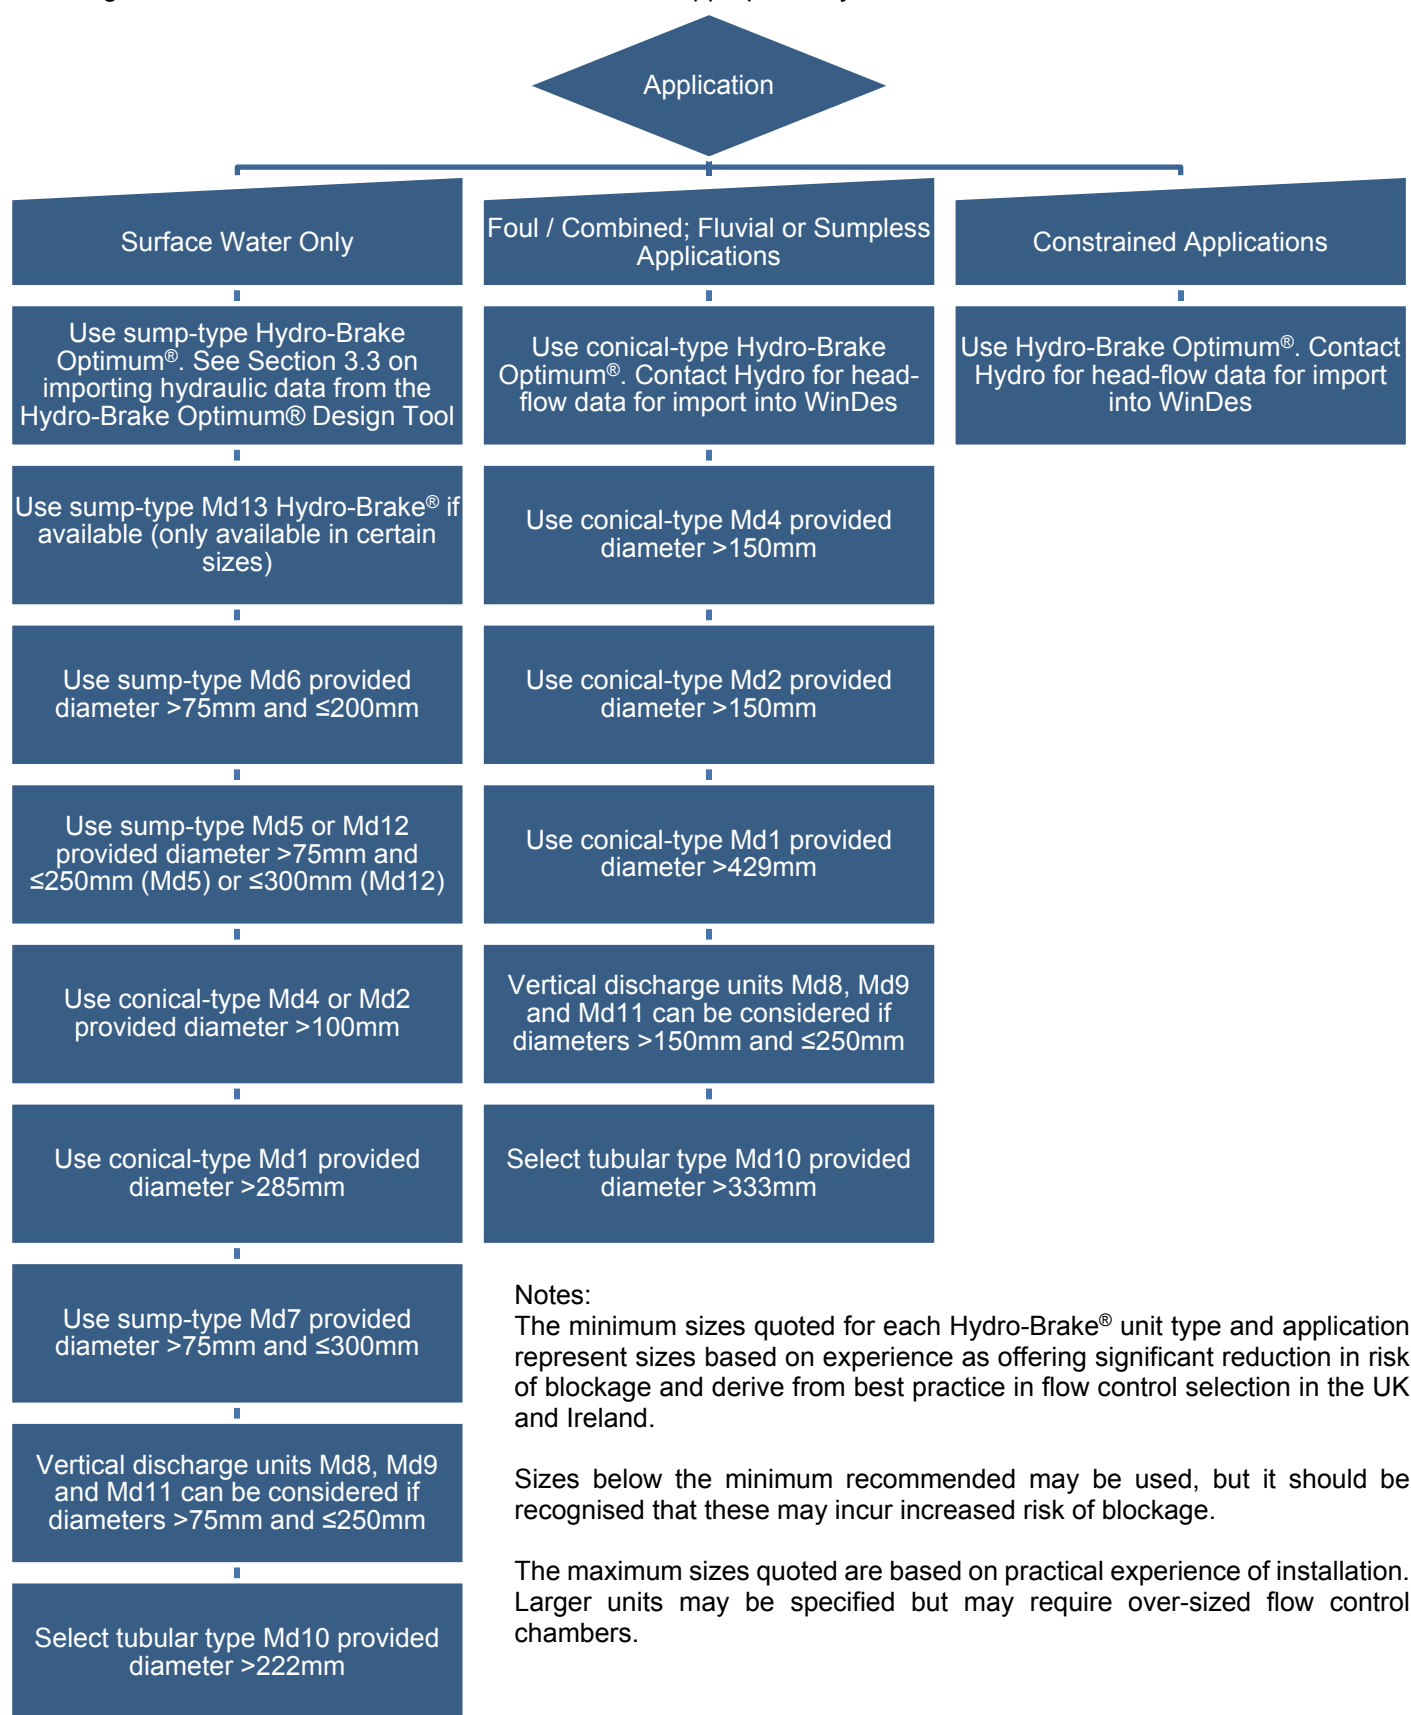 Application
Surface Water Only
Use sump-type Hydro-Brake
Optimum®. See Section 3.3 on
importing hydraulic data from the
Hydro-Brake Optimum® Design Tool
Use sump-type Md13 Hydro-Brake® if
available (only available in certain
sizes)
Use sump-type Md6 provided
diameter >75mm and ≤200mm
Use sump-type Md5 or Md12
provided diameter >75mm and
≤250mm (Md5) or ≤300mm (Md12)
Use conical-type Md4 or Md2
provided diameter >100mm
Use conical-type Md1 provided
diameter >285mm
Use sump-type Md7 provided
diameter >75mm and ≤300mm
Vertical discharge units Md8, Md9
and Md11 can be considered if
diameters >75mm and ≤250mm
Select tubular type Md10 provided
diameter >222mm
Foul / Combined; Fluvial or Sumpless
Applications
Use conical-type Hydro-Brake
Optimum®. Contact Hydro for head-
flow data for import into WinDes
Use conical-type Md4 provided
diameter >150mm
Use conical-type Md2 provided
diameter >150mm
Use conical-type Md1 provided
diameter >429mm
Vertical discharge units Md8, Md9
and Md11 can be considered if
diameters >150mm and ≤250mm
Select tubular type Md10 provided
diameter >333mm
Constrained Applications
Use Hydro-Brake Optimum®. Contact
Hydro for head-flow data for import
into WinDes
Notes:
The minimum sizes quoted for each Hydro-Brake® unit type and application
represent sizes based on experience as offering significant reduction in risk
of blockage and derive from best practice in flow control selection in the UK
and Ireland.
Sizes below the minimum recommended may be used, but it should be
recognised that these may incur increased risk of blockage.
The maximum sizes quoted are based on practical experience of installation.
Larger units may be specified but may require over-sized flow control
chambers.